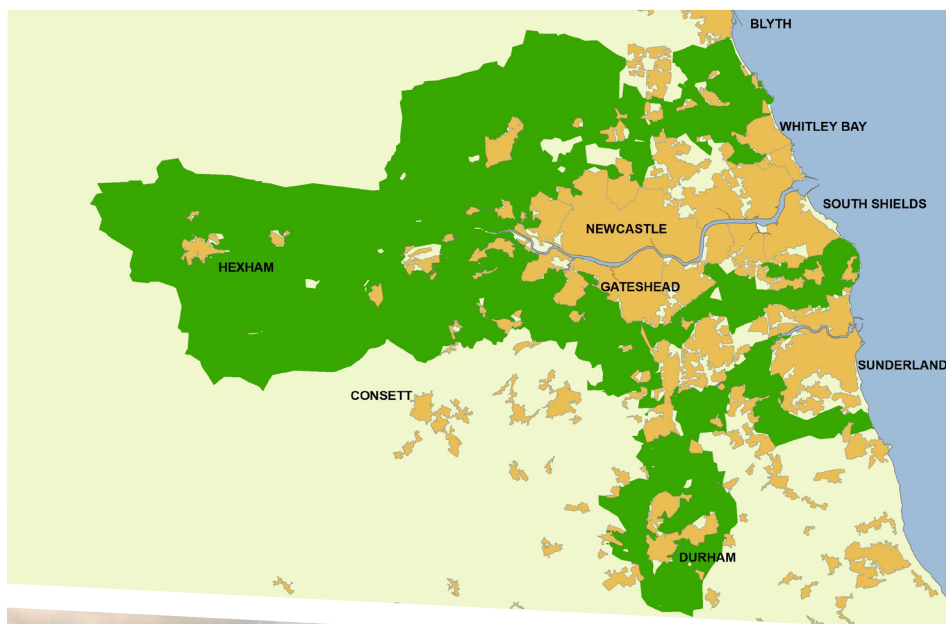 BLYTH
WHITLEY BAY
SOUTH SHIELDS
NEWCASTLE
HEXHAM
GATESHEAD
SUNDERLAND
CONSETT
DURHAM